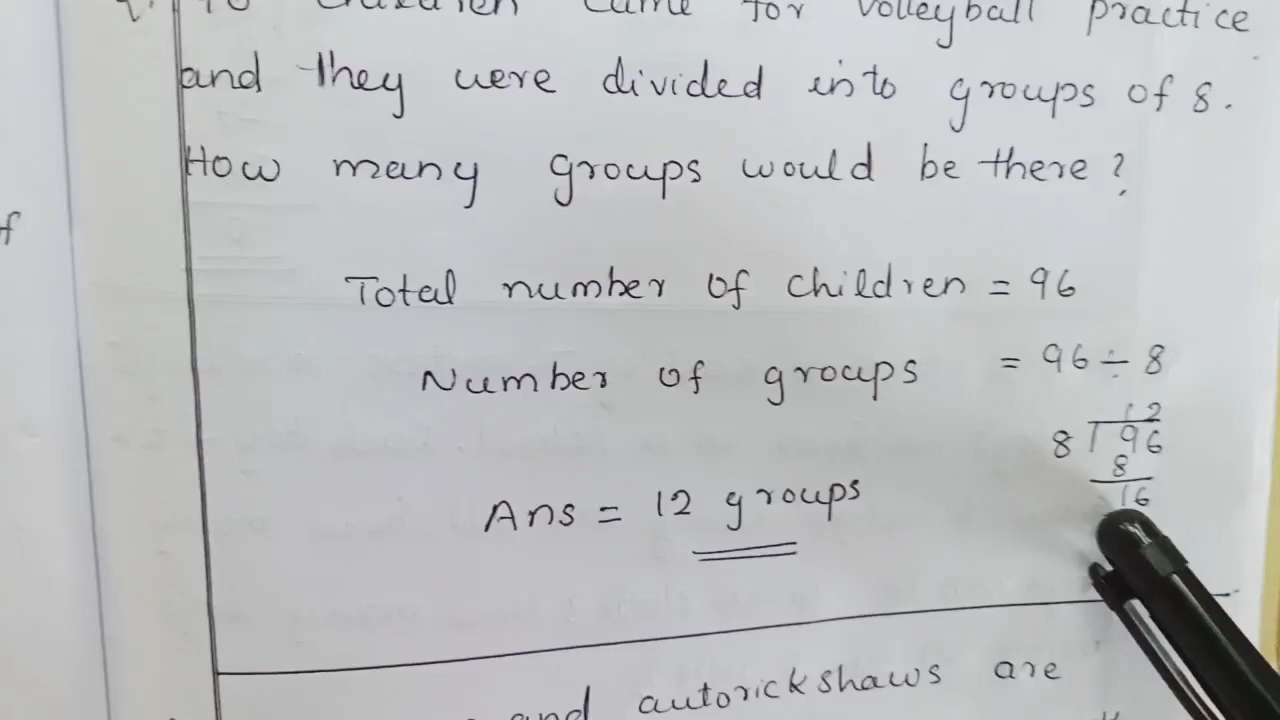 children came for volleyball practice
and they were divided into groups of 8.
How many groups would be there?
f
Total number of children = 96
Number of groups = 96 ÷ 8
12
8 96
8
16
Ans = 12 groups
and autorickshaws are